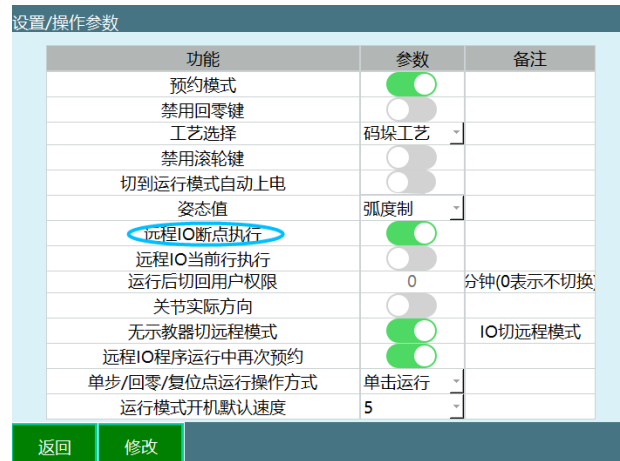 设置/操作参数
功能 参数 备注
预约模式
禁用回零键
工艺选择 码垛工艺
禁用滚轮键
切到运行模式自动上电
姿态值 弧度制
远程IO断点执行
远程IO当前行执行
运行后切回用户权限 0 分钟(0表示不切换)
关节实际方向
无示教器切远程模式 IO切远程模式
远程IO程序运行中再次预约
单步/回零/复位点运行操作方式 单击运行
运行模式开机默认速度 5
返回 修改